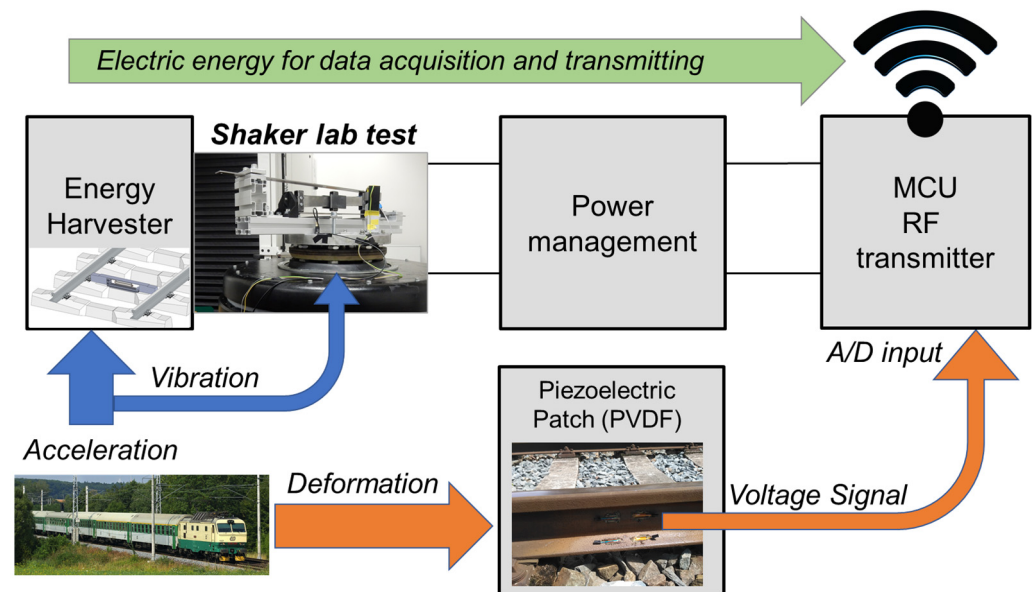 Electric energy for data acquisition and transmitting
Energy
Harvester
Shaker lab test
Power
management
MCU
RF
transmitter
Vibration
A/D input
Acceleration
Deformation
Piezoelectric
Patch (PVDF)
Voltage Signal